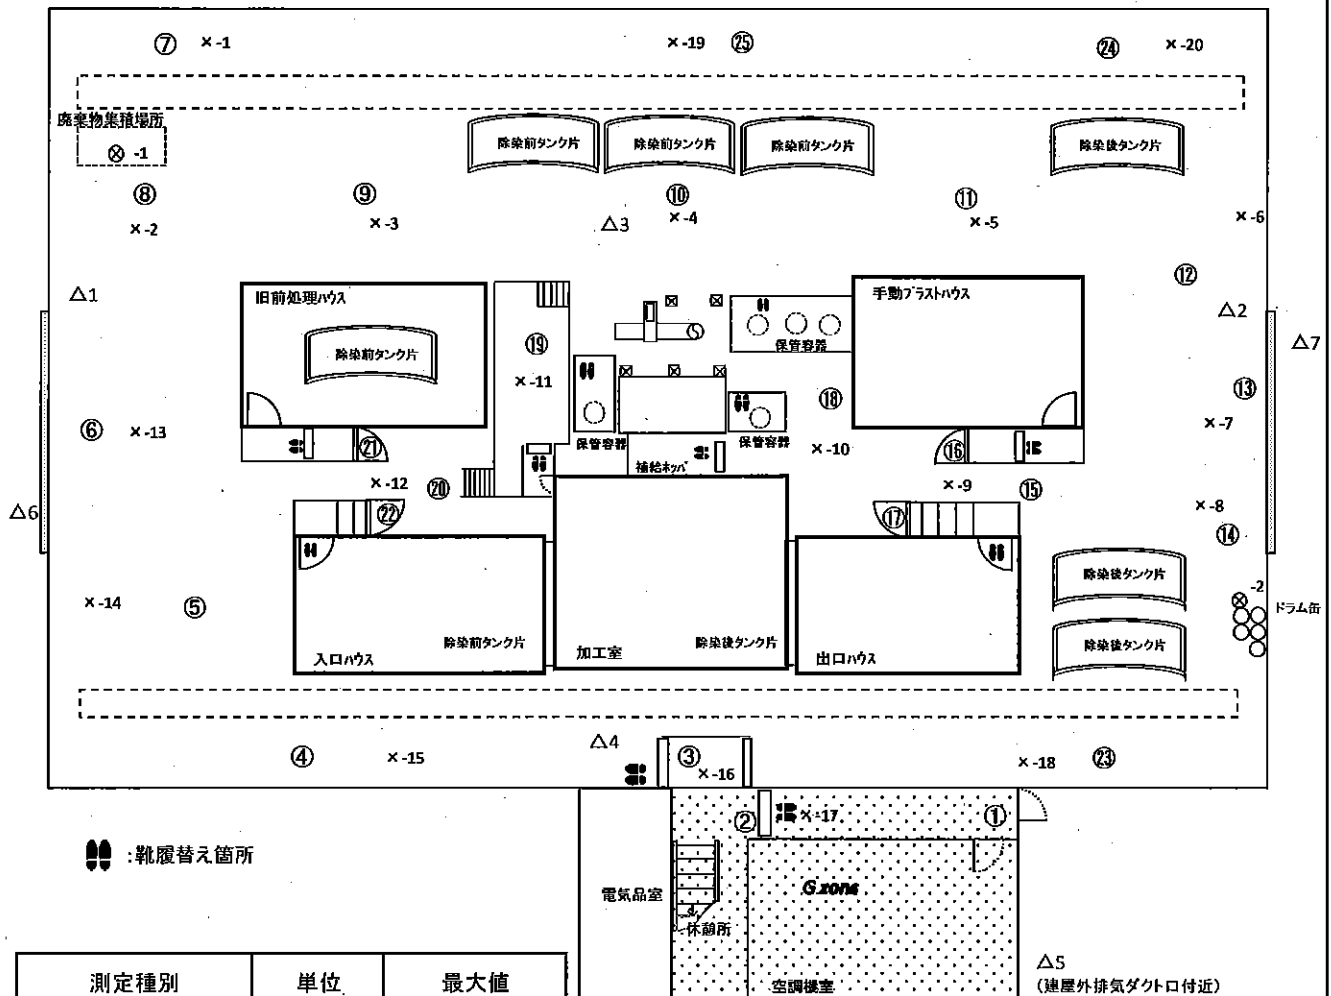 ⑦ × -1 × -19 ㉕ ㉔ × -20
廃棄物集積場所
⊗ -1
除染前タンク片 除染前タンク片 除染前タンク片 除染後タンク片
⑧ ⑨ ⑩ ⑪
× -2 × -3 △3 × -4 × -5 × -6
⑫
△1 旧前処理ハウス 手動ブラストハウス △2
△7
除染前タンク片 ⑲ 保管容器
× -11 ⑱ ⑬
⑥ × -13 × -7
㉑ 保管容器 保管容器 × -10 ⑯
補給ホッパ
× -12 ⑳ × -9 ⑮
△6 ㉒ ⑰ × -8
⑭
除染後タンク片
-2
× -14 ⑤ ドラム缶
除染前タンク片 加工室 除染後タンク片 除染後タンク片
入口ハウス 出口ハウス
④ × -15 △4 ③ × -16 × -18 ㉓
② × -17 ①
:靴履替え箇所
電気品室 G zone
休憩所
測定種別 単位 最大値
空調機室
△5
(建屋外排気ダクト口付近)